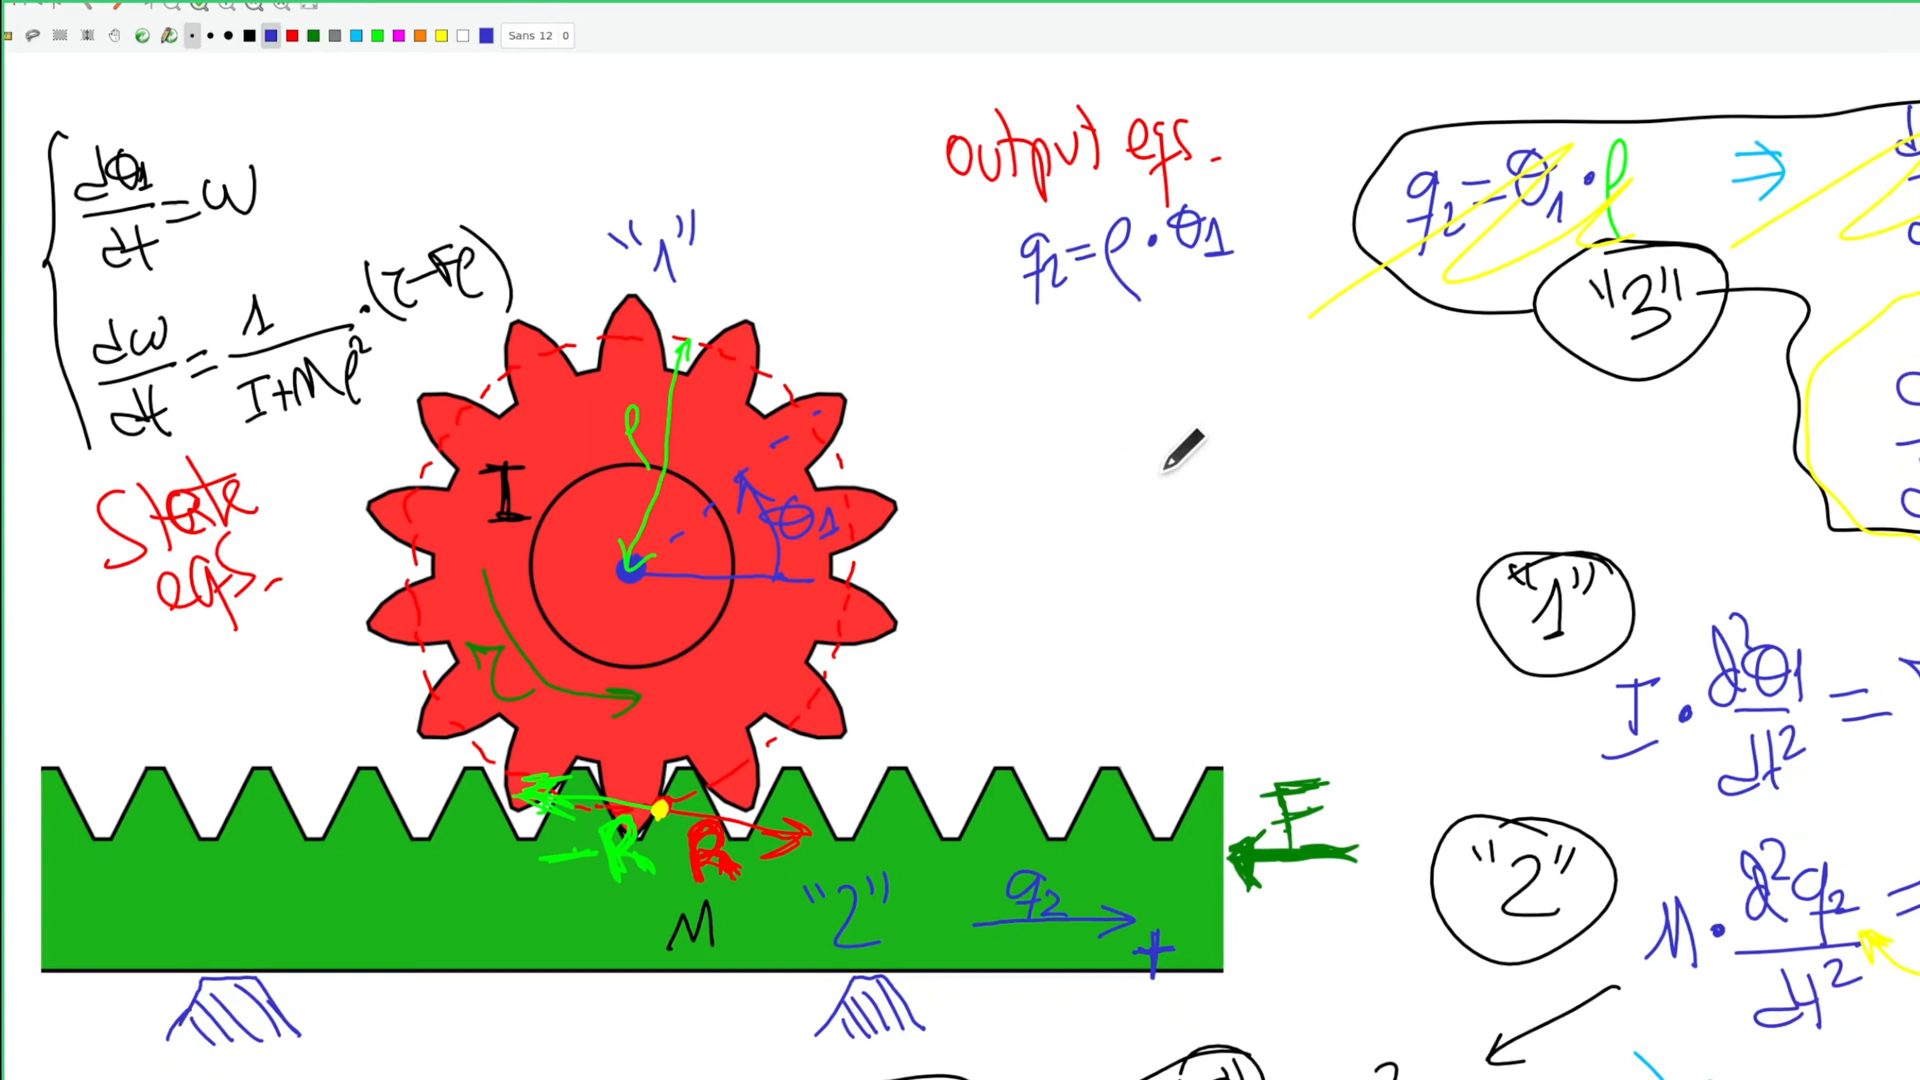 Sans 12 0
dθ1/dt = ω
dω/dt = 1/(I+Mρ²) · (τ-Fρ)
State
eqs.
"1"
output eqs.
q2 = ρ · θ1
q2 = θ1 · ρ ⇒
"3"
ρ
I
θ1
τ
-R
R
F
M
"2"
q2
+
"1"
I · d²θ1/dt² =
"2"
M · d²q2/dt² =